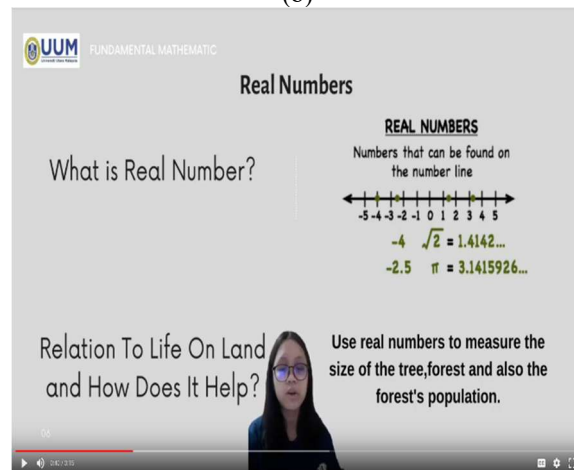 UUM
Universiti Utara Malaysia
FUNDAMENTAL MATHEMATIC
Real Numbers
What is Real Number?
REAL NUMBERS
Numbers that can be found on
the number line
-5 -4 -3 -2 -1 0 1 2 3 4 5
-4 √2 = 1.4142...
-2.5 π = 3.1415926...
Relation To Life On Land
and How Does It Help?
Use real numbers to measure the
size of the tree,forest and also the
forest's population.